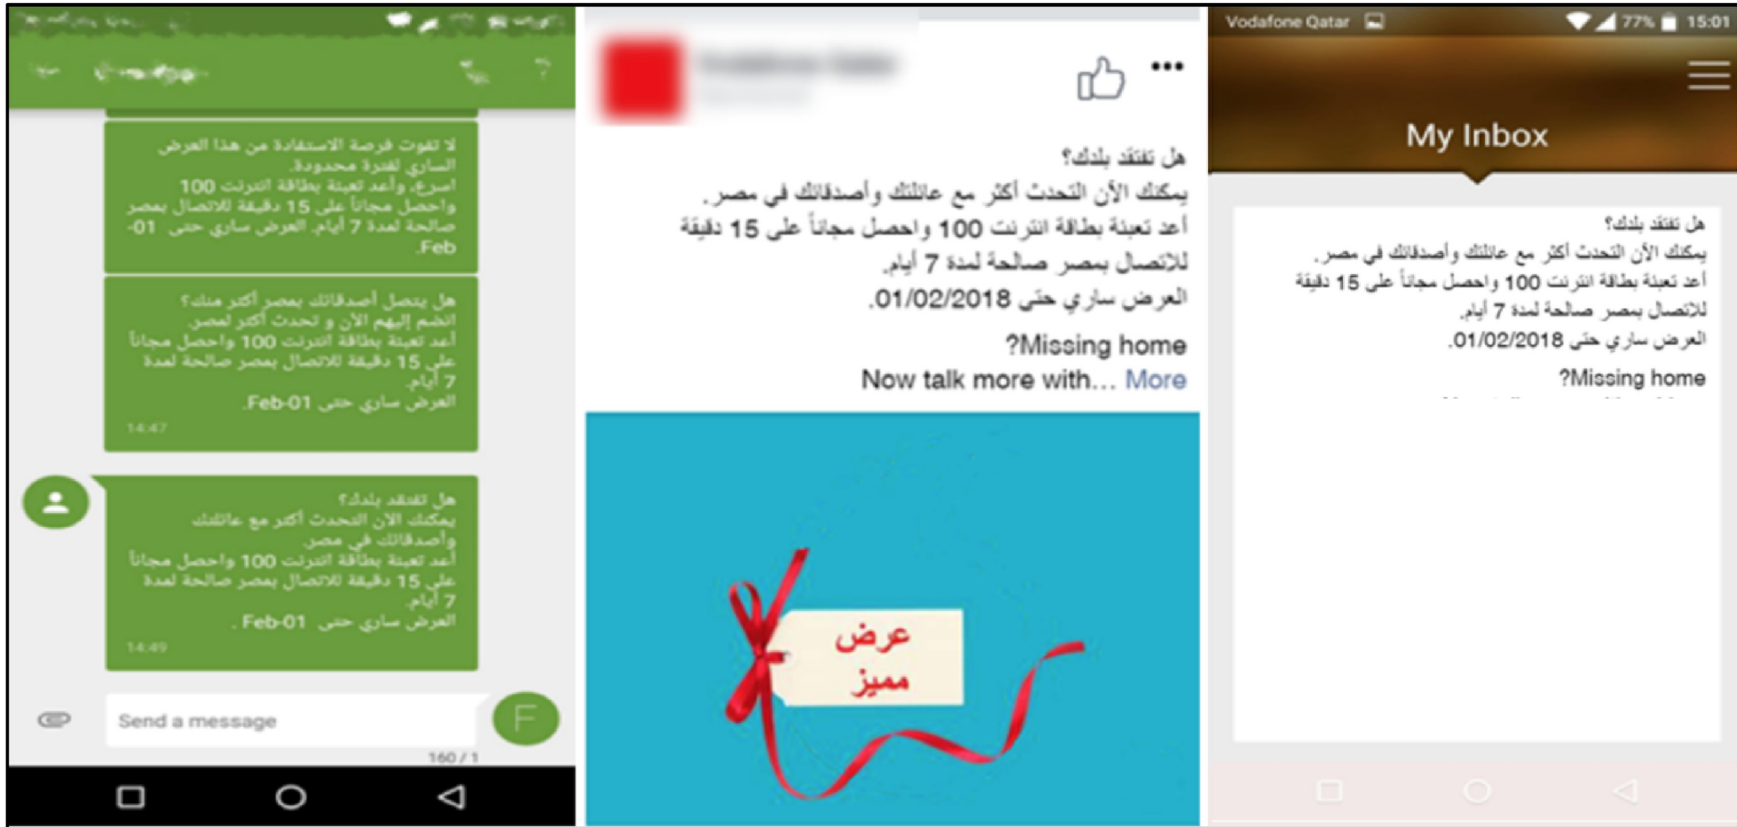 لا تفوت فرصة الاستفادة من هذا العرض
الساري لفترة محدودة.
اسرع، وأعد تعبئة بطاقة انترنت 100
واحصل مجاناً على 15 دقيقة للاتصال بمصر
صالحة لمدة 7 أيام. العرض ساري حتى 01-
Feb.
هل يتصل أصدقائك بمصر أكثر منك؟
انضم إليهم الآن و تحدث أكثر لمصر.
أعد تعبئة بطاقة انترنت 100 واحصل مجاناً
على 15 دقيقة للاتصال بمصر صالحة لمدة
7 أيام.
العرض ساري حتى 01-Feb.
14:47
هل تفتقد بلدك؟
يمكنك الآن التحدث أكثر مع عائلتك
وأصدقائك في مصر.
أعد تعبئة بطاقة انترنت 100 واحصل مجاناً
على 15 دقيقة للاتصال بمصر صالحة لمدة
7 أيام.
العرض ساري حتى 01-Feb .
14:49
Send a message
F
160 / 1
هل تفتقد بلدك؟
يمكنك الآن التحدث أكثر مع عائلتك وأصدقائك في مصر.
أعد تعبئة بطاقة انترنت 100 واحصل مجاناً على 15 دقيقة
للاتصال بمصر صالحة لمدة 7 أيام.
العرض ساري حتى 01/02/2018.
?Missing home
Now talk more with... More
عرض
مميز
Vodafone Qatar 77% 15:01
My Inbox
هل تفتقد بلدك؟
يمكنك الآن التحدث أكثر مع عائلتك وأصدقائك في مصر.
أعد تعبئة بطاقة انترنت 100 واحصل مجاناً على 15 دقيقة
للاتصال بمصر صالحة لمدة 7 أيام.
العرض ساري حتى 01/02/2018.
?Missing home